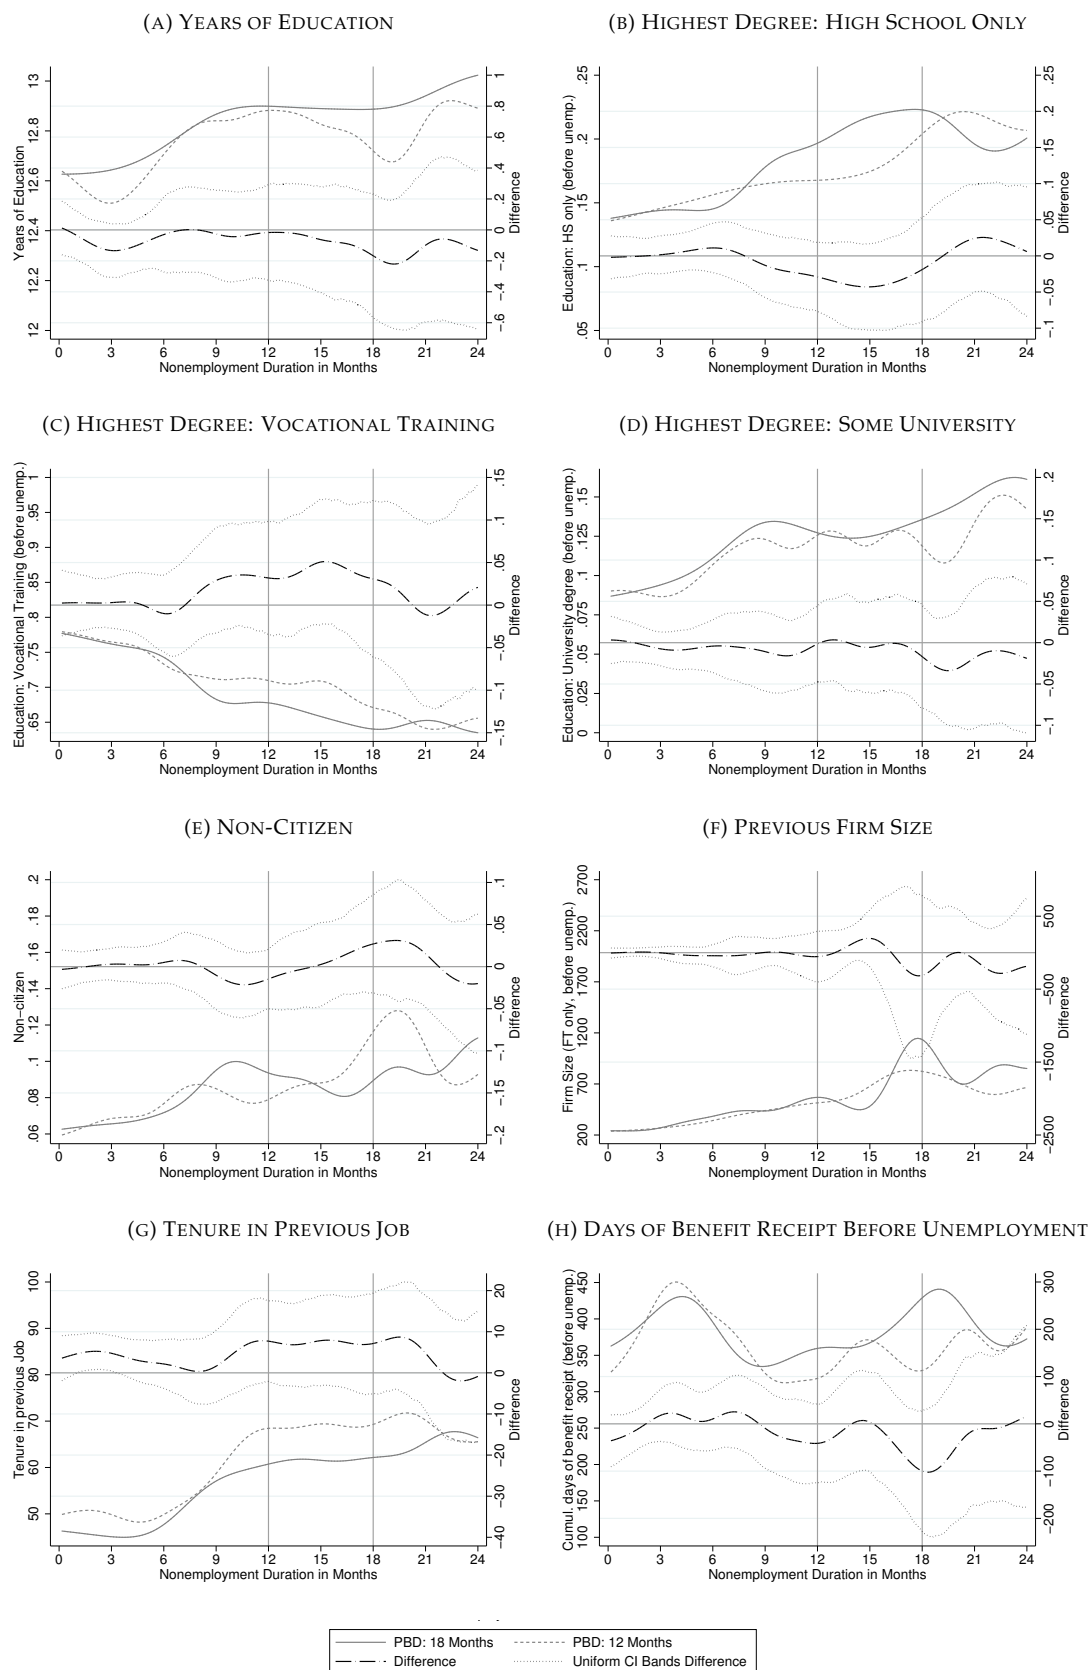 (A) YEARS OF EDUCATION
Years of Education
12 12.2 12.4 12.6 12.8 13
-.6 -.4 -.2 0 .2 .4 .6 .8 1
Difference
0 3 6 9 12 15 18 21 24
Nonemployment Duration in Months
(B) HIGHEST DEGREE: HIGH SCHOOL ONLY
Education: HS only (before unemp.)
.05 .1 .15 .2 .25
-.1 -.05 0 .05 .1 .15 .2 .25
Difference
0 3 6 9 12 15 18 21 24
Nonemployment Duration in Months
(C) HIGHEST DEGREE: VOCATIONAL TRAINING
Education: Vocational Training (before unemp.)
.65 .7 .75 .8 .85 .9 .95 1
-.15 -.1 -.05 0 .05 .1 .15
Difference
0 3 6 9 12 15 18 21 24
Nonemployment Duration in Months
(D) HIGHEST DEGREE: SOME UNIVERSITY
Education: University degree (before unemp.)
0 .025 .05 .075 .1 .125 .15
-.1 -.05 0 .05 .1 .15 .2
Difference
0 3 6 9 12 15 18 21 24
Nonemployment Duration in Months
(E) NON-CITIZEN
Non-citizen
.06 .08 .1 .12 .14 .16 .18 .2
-.2 -.15 -.1 -.05 0 .05 .1
Difference
0 3 6 9 12 15 18 21 24
Nonemployment Duration in Months
(F) PREVIOUS FIRM SIZE
Firm Size (FT only, before unemp.)
200 700 1200 1700 2200 2700
-2500 -1500 -500 500
Difference
0 3 6 9 12 15 18 21 24
Nonemployment Duration in Months
(G) TENURE IN PREVIOUS JOB
Tenure in previous Job
50 60 70 80 90 100
-40 -30 -20 -10 0 10 20
Difference
0 3 6 9 12 15 18 21 24
Nonemployment Duration in Months
(H) DAYS OF BENEFIT RECEIPT BEFORE UNEMPLOYMENT
Cumul. days of benefit receipt (before unemp.)
100 150 200 250 300 350 400 450
-200 -100 0 100 200 300
Difference
0 3 6 9 12 15 18 21 24
Nonemployment Duration in Months
PBD: 18 Months PBD: 12 Months
Difference Uniform CI Bands Difference